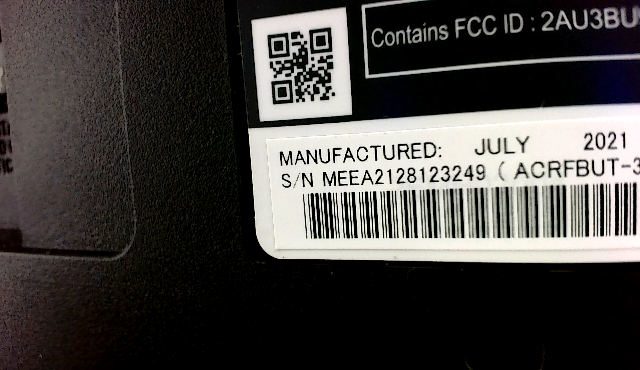 Contains FCC ID : 2AU3BU
MANUFACTURED: JULY 2021
S/N MEEA2128123249 ( ACRFBUT-3